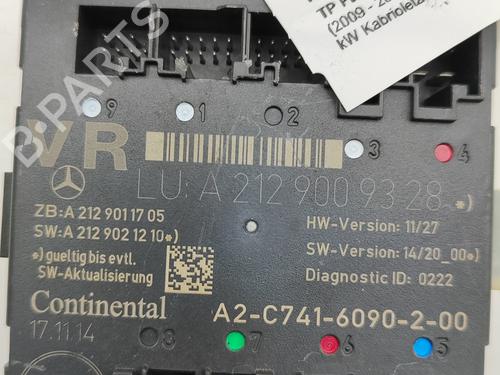 TP P
(2009 - 20
kW Kabriolet
9 1 2
3 4
VR
LU: A 212 900 93 28 *)
ZB:A 212 901 17 05
SW:A 212 902 12 10*)
*) gueltig bis evtl.
SW-Aktualisierung
HW-Version: 11/27
SW-Version: 14/20_00*)
Diagnostic ID: 0222
Continental
A2-C741-6090-2-00
17.11.14
8 7 6 5